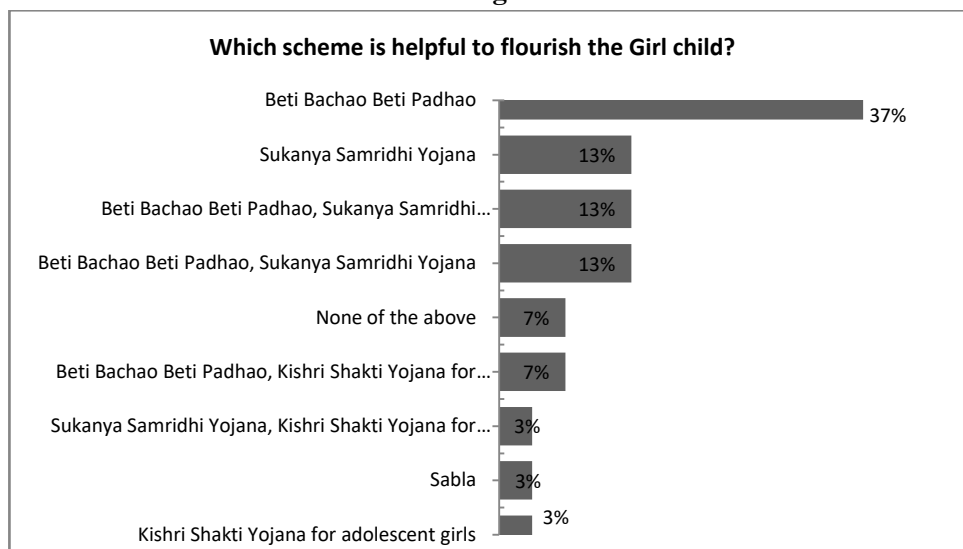 Which scheme is helpful to flourish the Girl child?
Beti Bachao Beti Padhao
37%
Sukanya Samridhi Yojana
13%
Beti Bachao Beti Padhao, Sukanya Samridhi…
13%
Beti Bachao Beti Padhao, Sukanya Samridhi Yojana
13%
None of the above
7%
Beti Bachao Beti Padhao, Kishri Shakti Yojana for…
7%
Sukanya Samridhi Yojana, Kishri Shakti Yojana for…
3%
Sabla
3%
Kishri Shakti Yojana for adolescent girls
3%